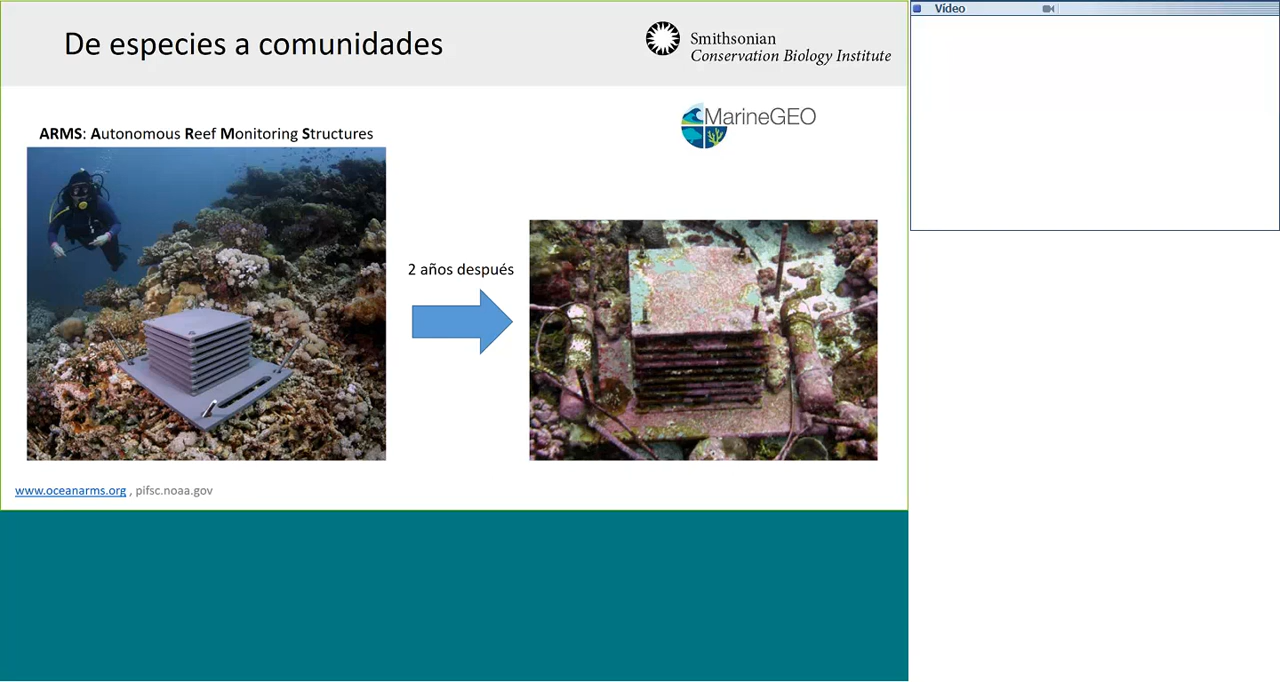 De especies a comunidades
Smithsonian
Conservation Biology Institute
MarineGEO
ARMS: Autonomous Reef Monitoring Structures
2 años después
www.oceanarms.org , pifsc.noaa.gov
Vídeo